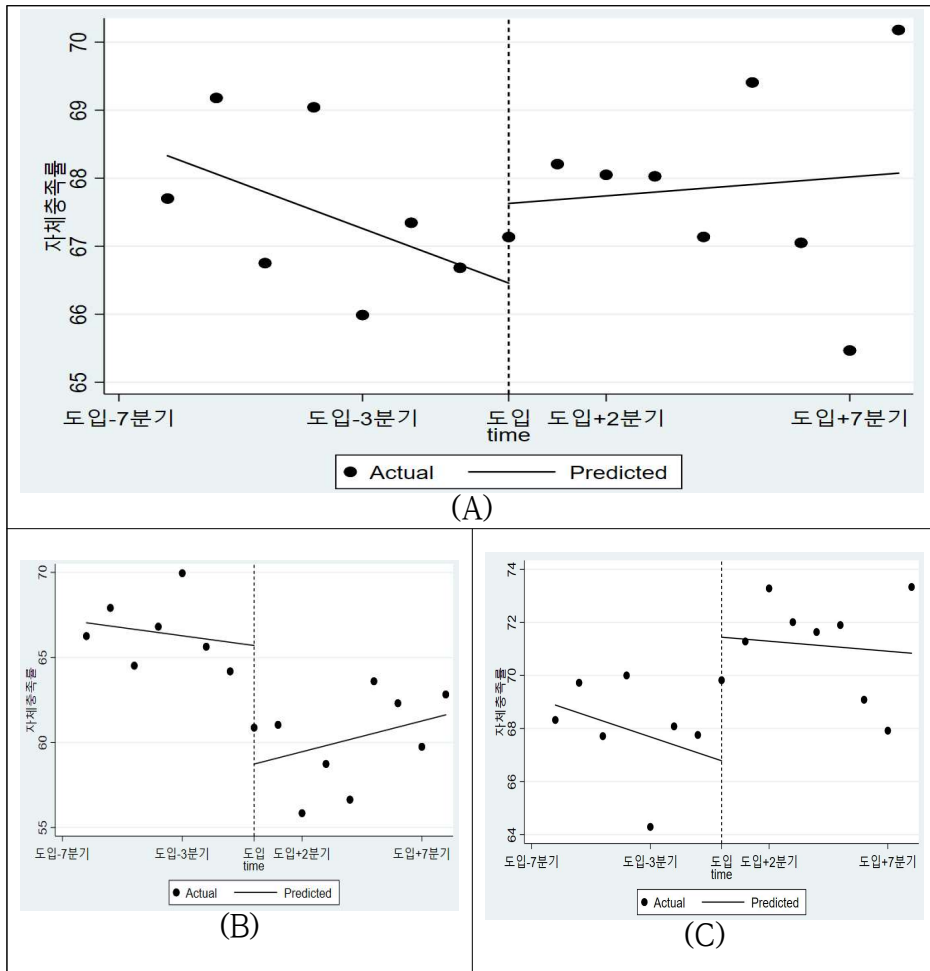 70
69
68
67
66
65
자체충족률
도입-7분기 도입-3분기 도입 도입+2분기 도입+7분기
time
Actual Predicted
(A)
70
65
60
55
자체충족률
도입-7분기 도입-3분기 도입 도입+2분기 도입+7분기
time
Actual Predicted
(B)
74
72
70
68
66
64
자체충족률
도입-7분기 도입-3분기 도입 도입+2분기 도입+7분기
time
Actual Predicted
(C)